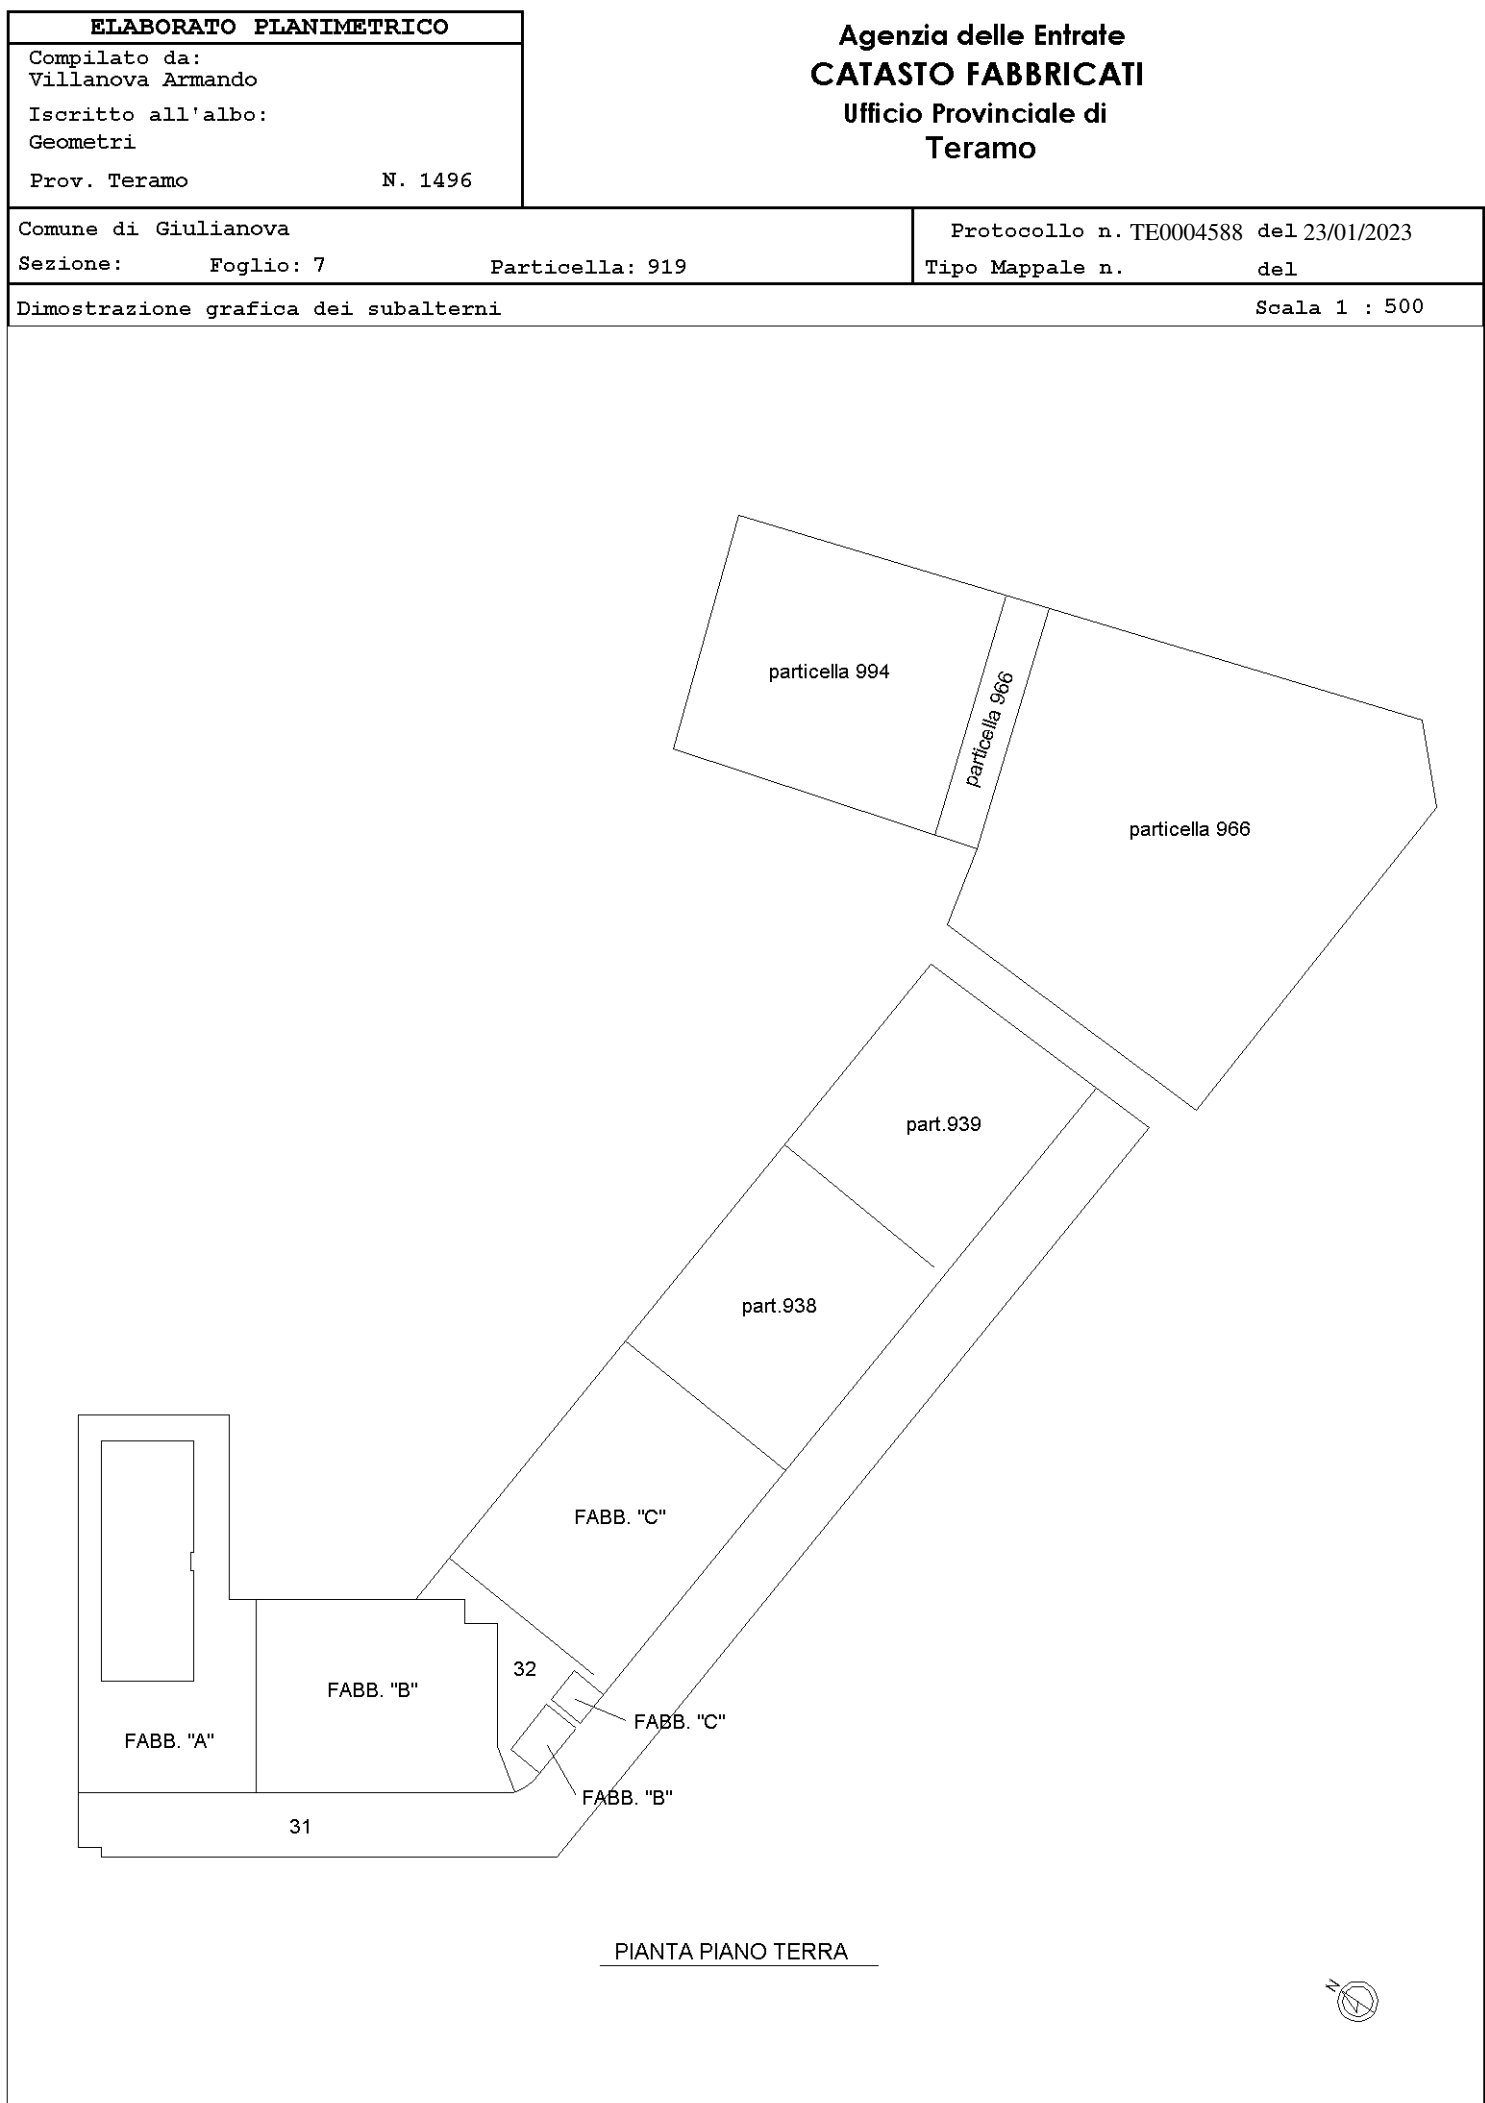 ELABORATO PLANIMETRICO
Compilato da:
Villanova Armando
Iscritto all'albo:
Geometri
Prov. Teramo N. 1496
Agenzia delle Entrate
CATASTO FABBRICATI
Ufficio Provinciale di
Teramo
Comune di Giulianova
Sezione: Foglio: 7 Particella: 919
Protocollo n. TE0004588 del 23/01/2023
Tipo Mappale n. del
Dimostrazione grafica dei subalterni Scala 1 : 500
particella 994
particella 966
particella 966
part.939
part.938
FABB. "C"
32
FABB. "B"
FABB. "C"
FABB. "A"
FABB. "B"
31
PIANTA PIANO TERRA
N